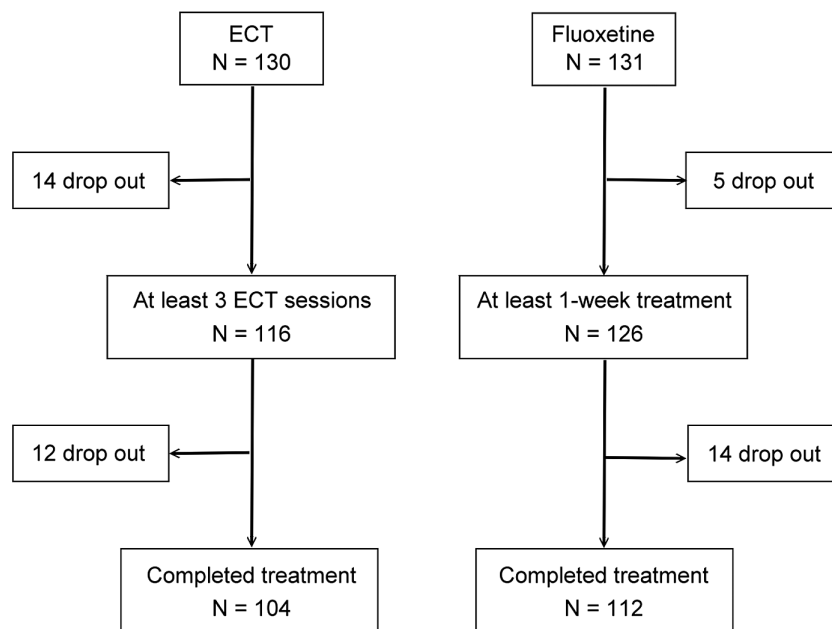 ECT
N = 130
Fluoxetine
N = 131
14 drop out
5 drop out
At least 3 ECT sessions
N = 116
At least 1-week treatment
N = 126
12 drop out
14 drop out
Completed treatment
N = 104
Completed treatment
N = 112